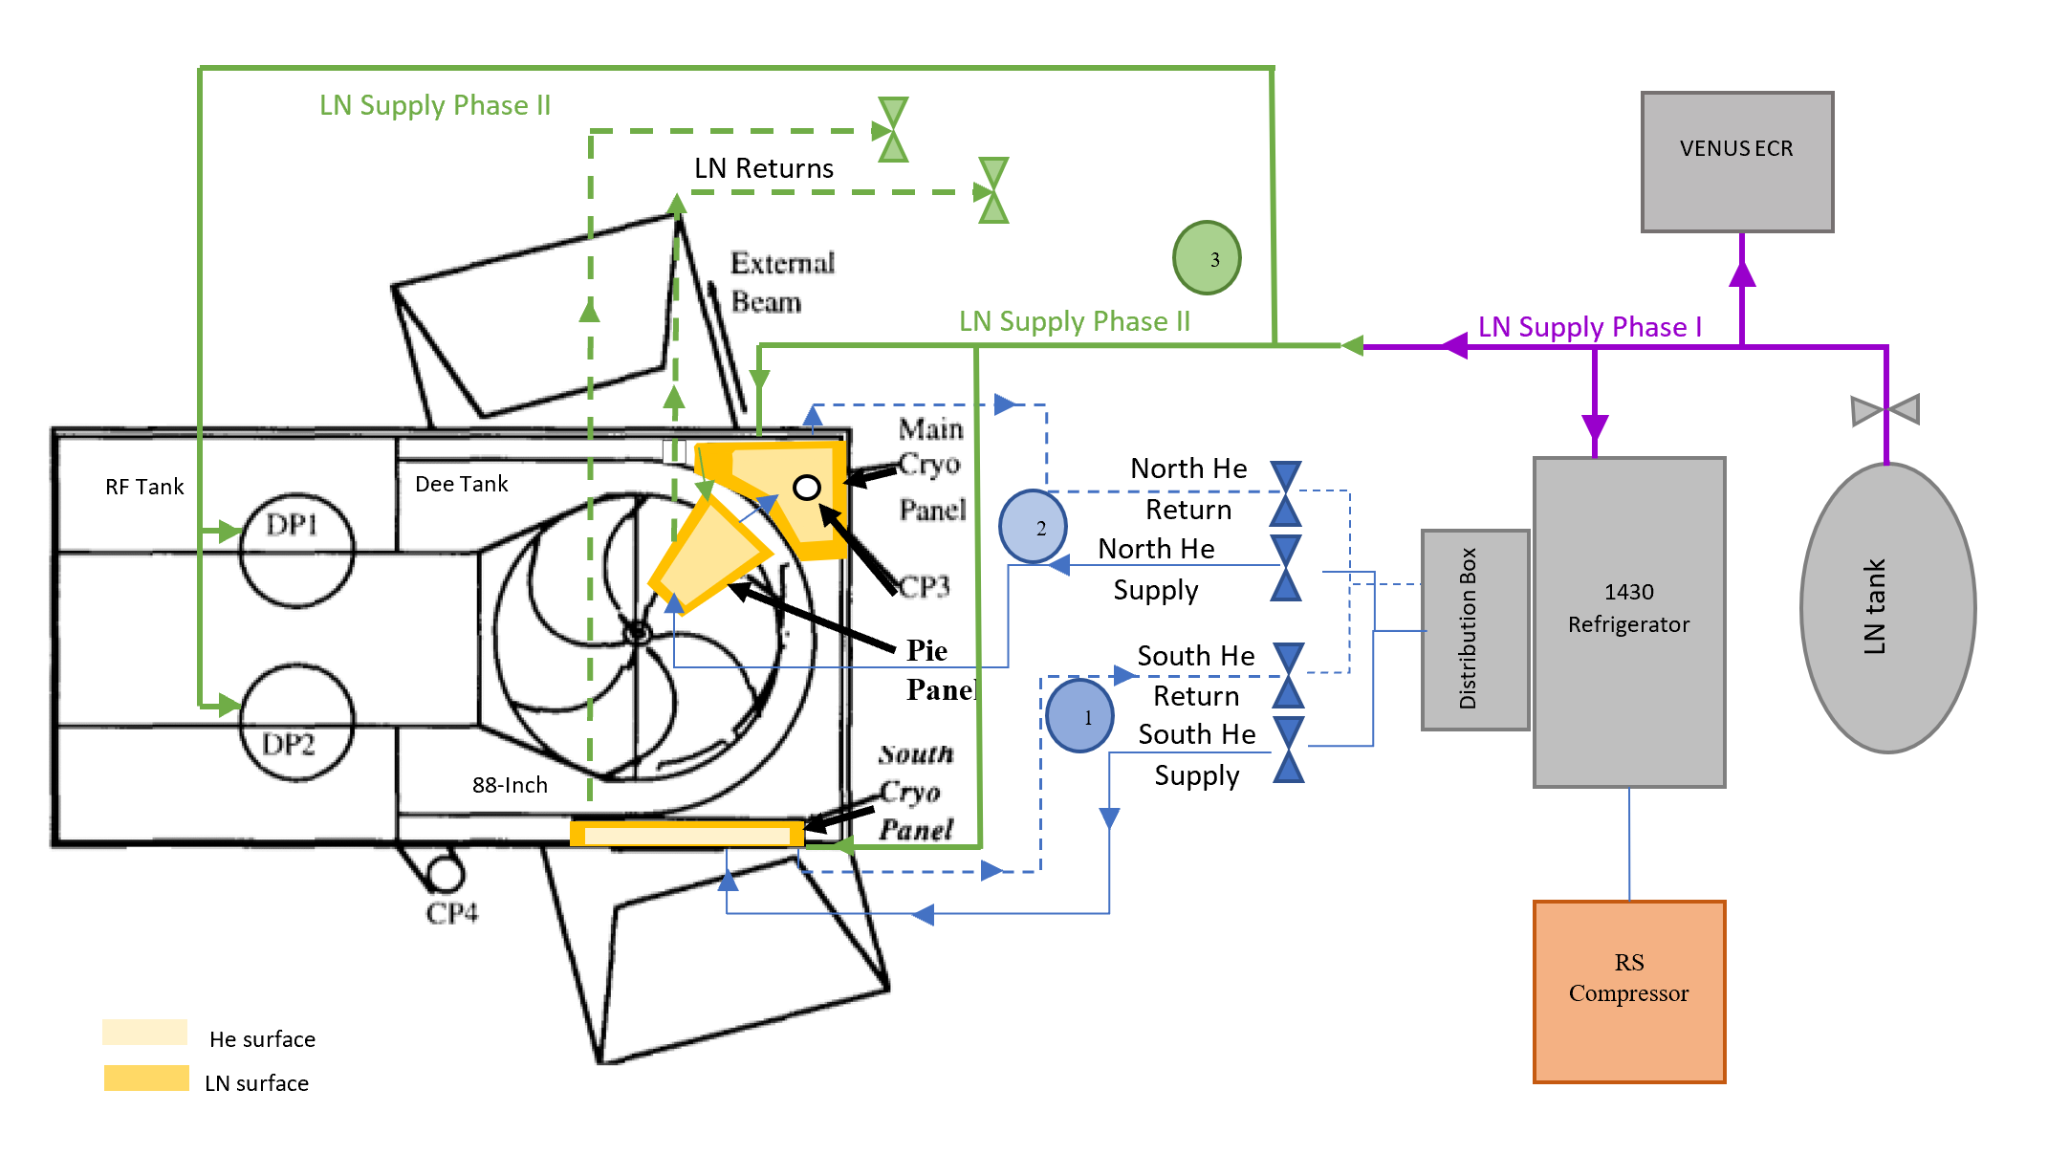 LN Supply Phase II
LN Returns
VENUS ECR
External
Beam
3
LN Supply Phase II
LN Supply Phase I
Main
Cryo
Panel
North He
Return
RF Tank
Dee Tank
DP1
2
North He
Supply
CP3
Distribution Box
1430
Refrigerator
LN tank
Pie
Panel
South He
Return
1
South He
Supply
DP2
88-Inch
South
Cryo
Panel
CP4
RS
Compressor
He surface
LN surface